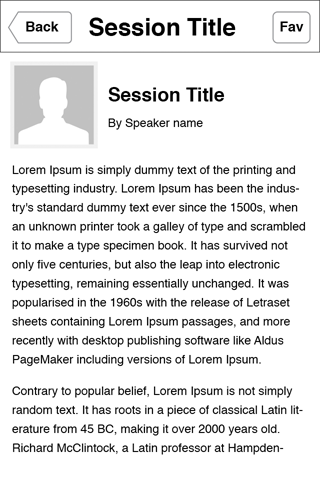 Back
Session Title
Fav
Session Title
By Speaker name
Lorem Ipsum is simply dummy text of the printing and
typesetting industry. Lorem Ipsum has been the indus-
try's standard dummy text ever since the 1500s, when
an unknown printer took a galley of type and scrambled
it to make a type specimen book. It has survived not
only five centuries, but also the leap into electronic
typesetting, remaining essentially unchanged. It was
popularised in the 1960s with the release of Letraset
sheets containing Lorem Ipsum passages, and more
recently with desktop publishing software like Aldus
PageMaker including versions of Lorem Ipsum.
Contrary to popular belief, Lorem Ipsum is not simply
random text. It has roots in a piece of classical Latin lit-
erature from 45 BC, making it over 2000 years old.
Richard McClintock, a Latin professor at Hampden-